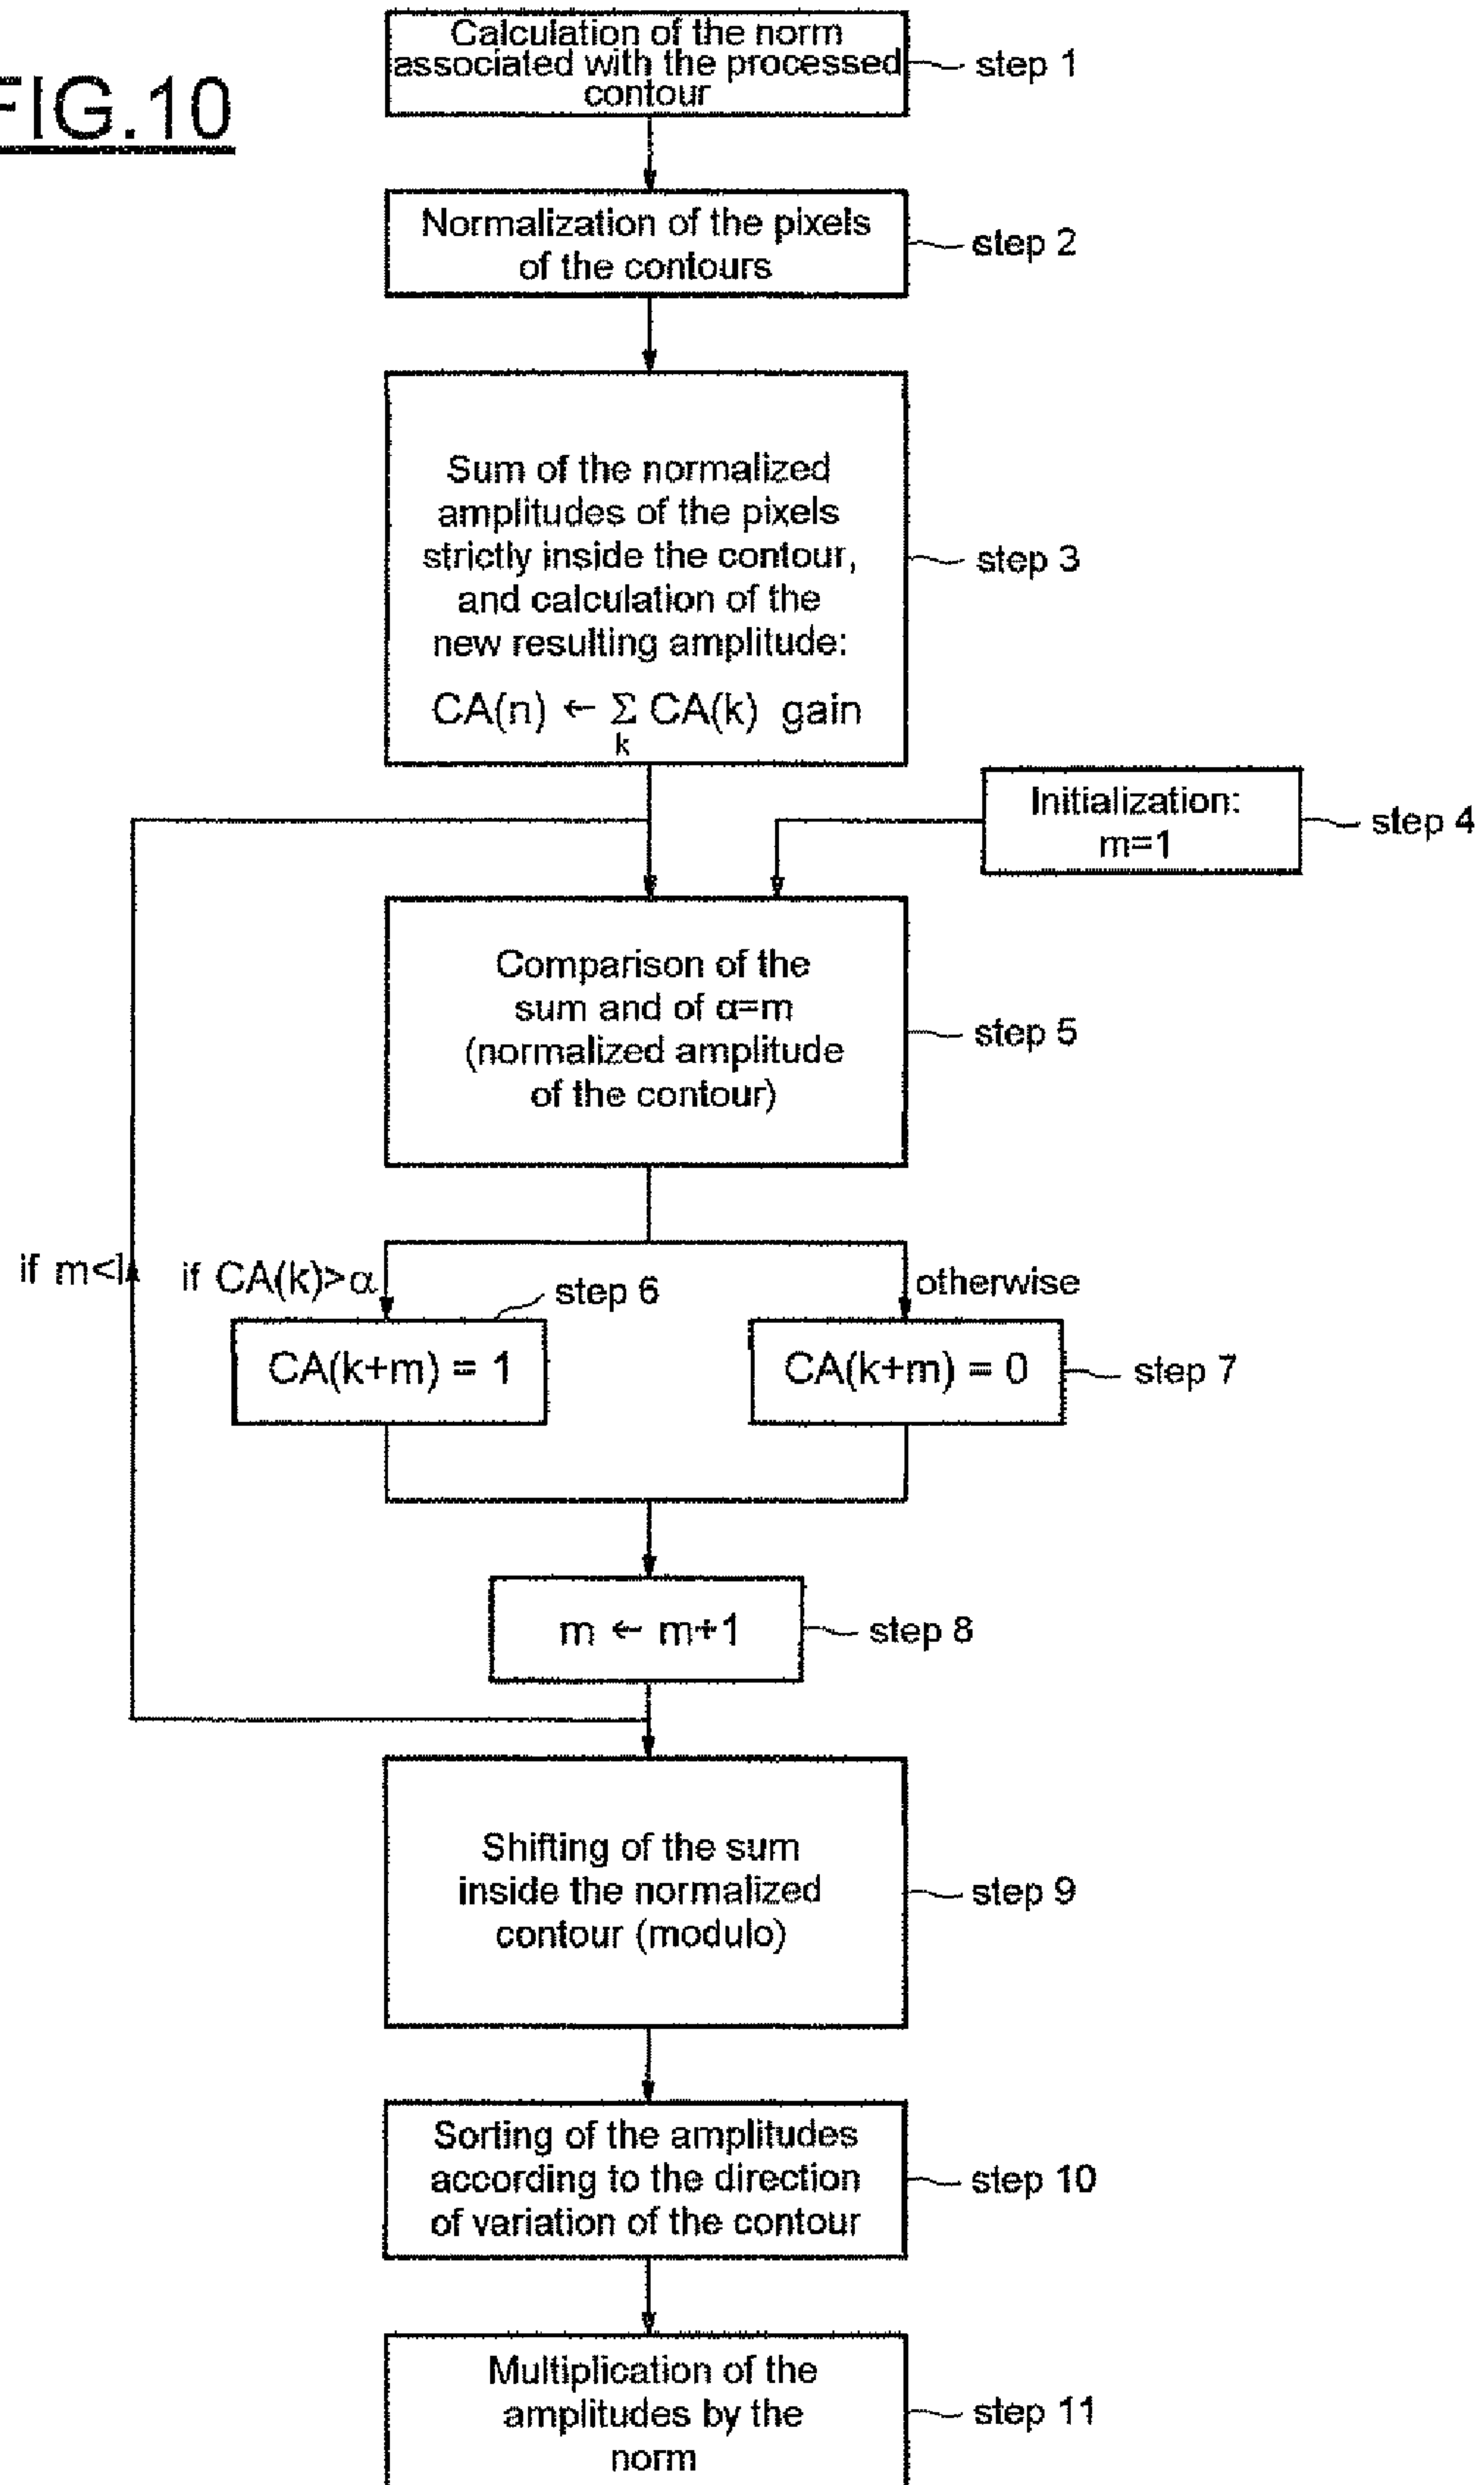 FIG.10
Calculation of the norm
associated with the processed
contour
step 1
Normalization of the pixels
of the contours
step 2
Sum of the normalized
amplitudes of the pixels
strictly inside the contour,
and calculation of the
new resulting amplitude:
CA(n) ← Σ CA(k) gain
k
step 3
Initialization:
m=1
step 4
Comparison of the
sum and of α=m
(normalized amplitude
of the contour)
step 5
if m<l
if CA(k)>α
otherwise
step 6
CA(k+m) = 1
CA(k+m) = 0
step 7
m ← m+1
step 8
Shifting of the sum
inside the normalized
contour (modulo)
step 9
Sorting of the amplitudes
according to the direction
of variation of the contour
step 10
Multiplication of the
amplitudes by the
norm
step 11